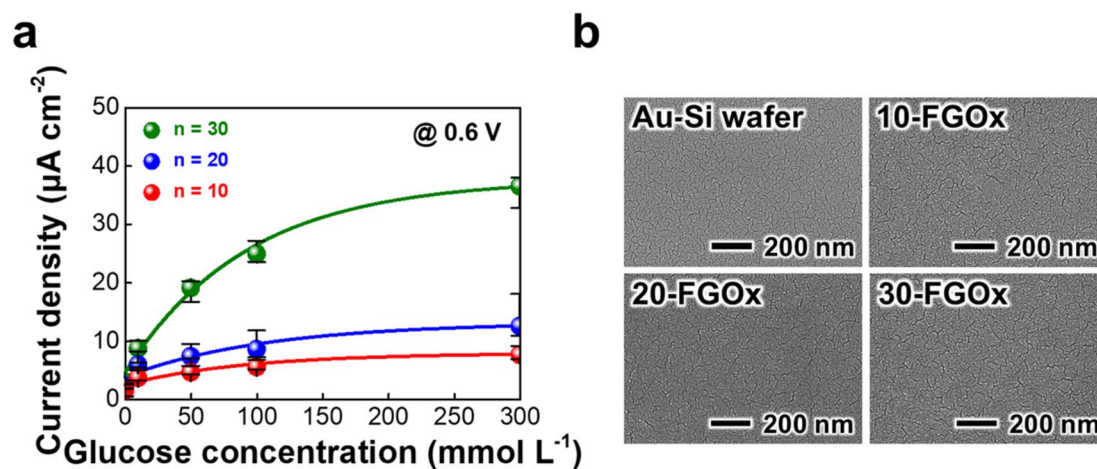 a
Current density (µA cm-2)
50
40
30
20
10
0
n = 30
n = 20
n = 10
@ 0.6 V
0 50 100 150 200 250 300
Glucose concentration (mmol L-1)
b
Au-Si wafer
200 nm
10-FGOx
200 nm
20-FGOx
200 nm
30-FGOx
200 nm